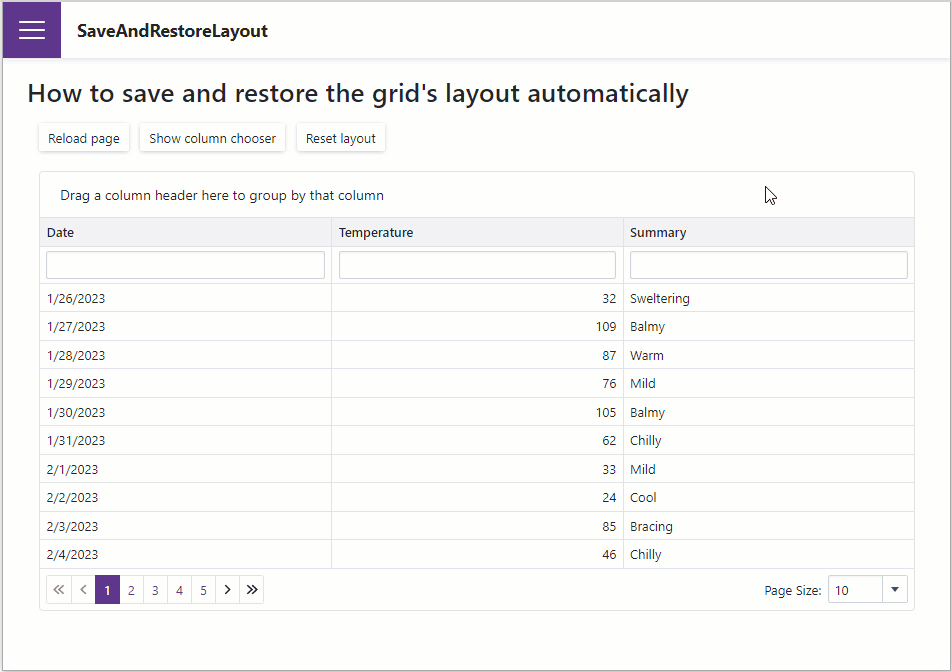 SaveAndRestoreLayout
How to save and restore the grid's layout automatically
Reload page Show column chooser Reset layout
Drag a column header here to group by that column
Date Temperature Summary
1/26/2023 32 Sweltering
1/27/2023 109 Balmy
1/28/2023 87 Warm
1/29/2023 76 Mild
1/30/2023 105 Balmy
1/31/2023 62 Chilly
2/1/2023 33 Mild
2/2/2023 24 Cool
2/3/2023 85 Bracing
2/4/2023 46 Chilly
1 2 3 4 5 Page Size: 10